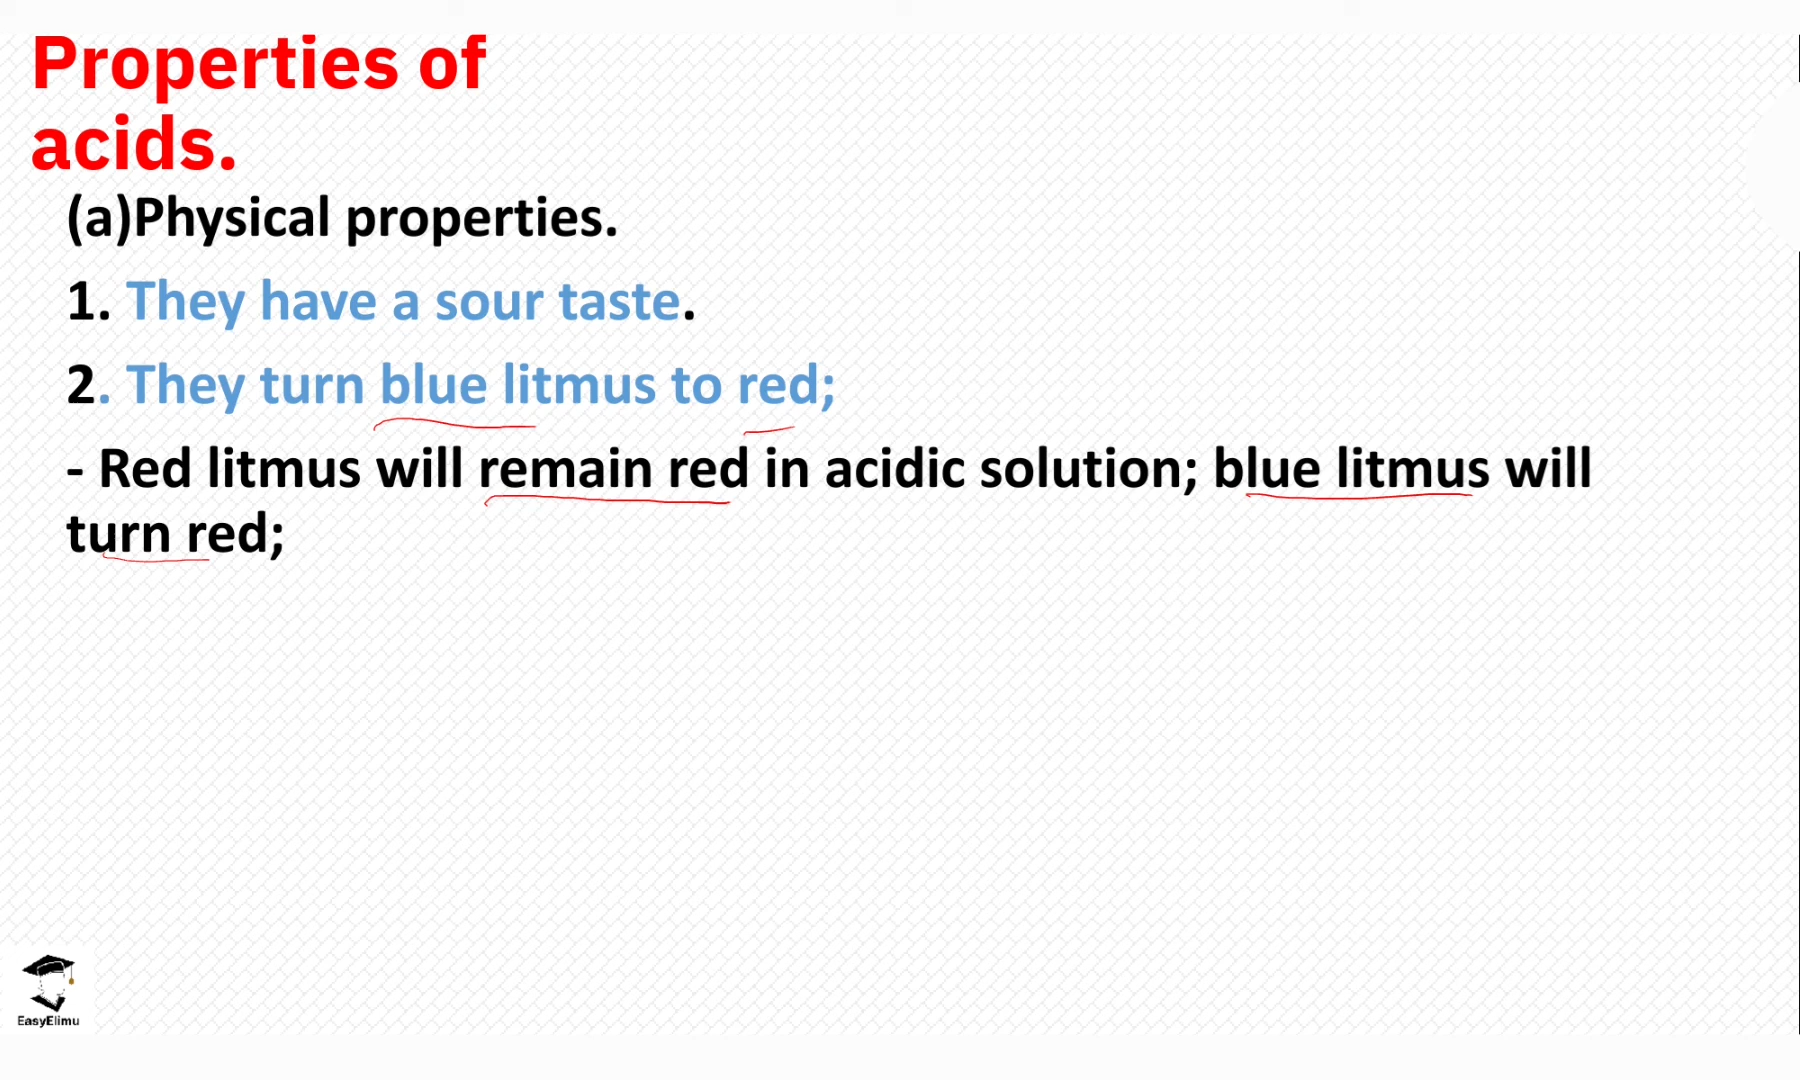 Properties of
acids.
(a)Physical properties.
1. They have a sour taste.
2. They turn blue litmus to red;
- Red litmus will remain red in acidic solution; blue litmus will
turn red;
EasyElimu